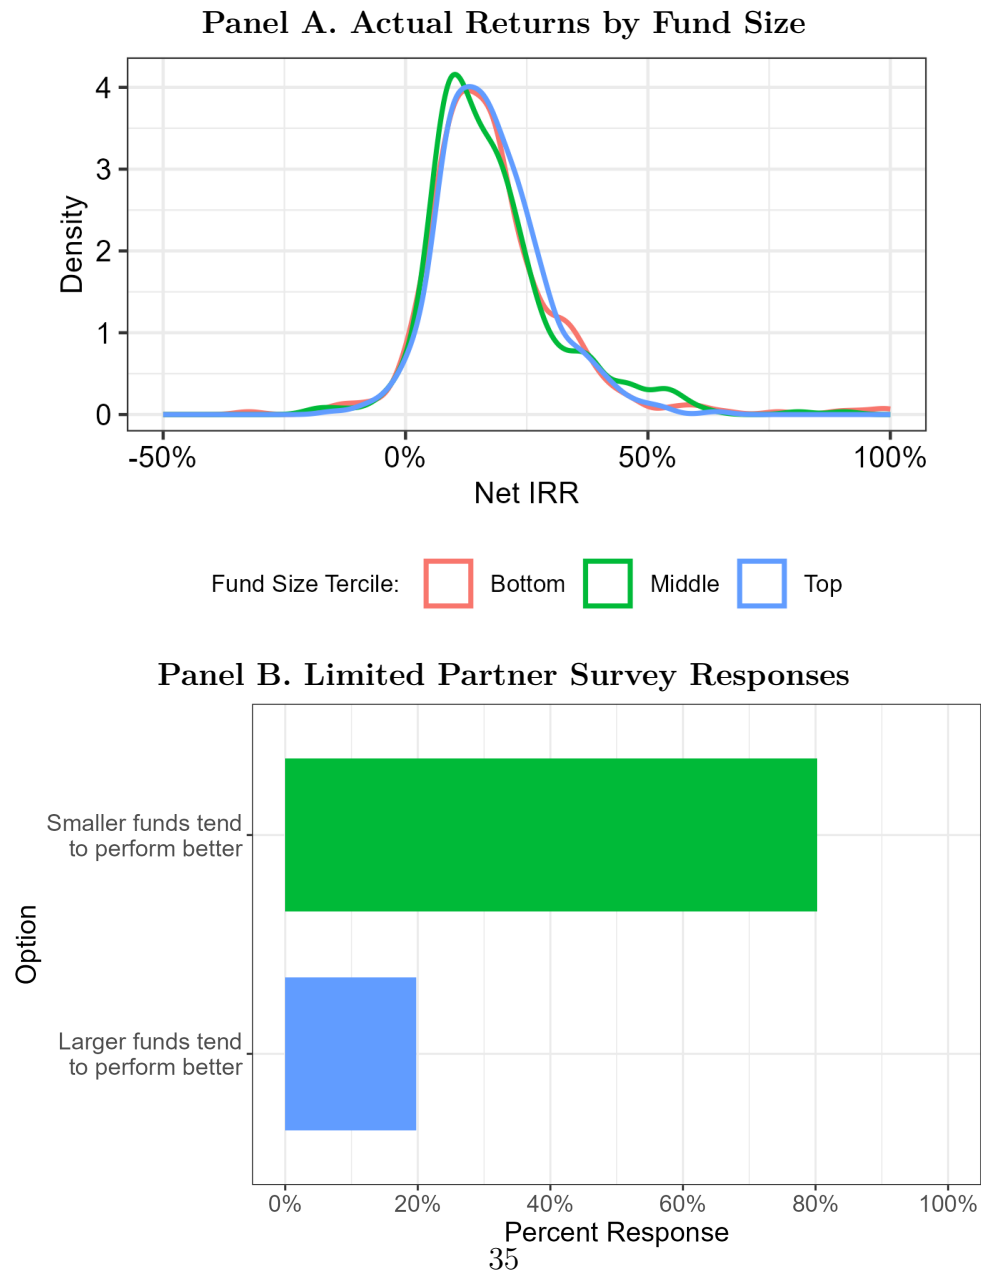 Panel A. Actual Returns by Fund Size
4
3
2
1
0
Density
-50%
0%
50%
100%
Net IRR
Fund Size Tercile:
Bottom
Middle
Top
Panel B. Limited Partner Survey Responses
Smaller funds tend
to perform better
Option
Larger funds tend
to perform better
0%
20%
40%
60%
80%
100%
Percent Response
35